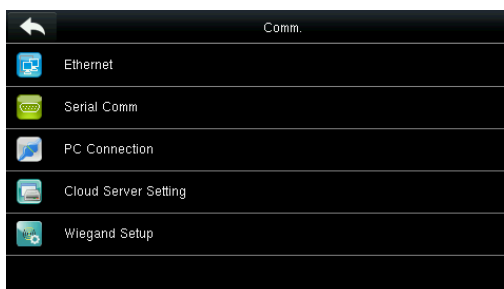 Comm.
Ethernet
Serial Comm
PC Connection
Cloud Server Setting
Wiegand Setup